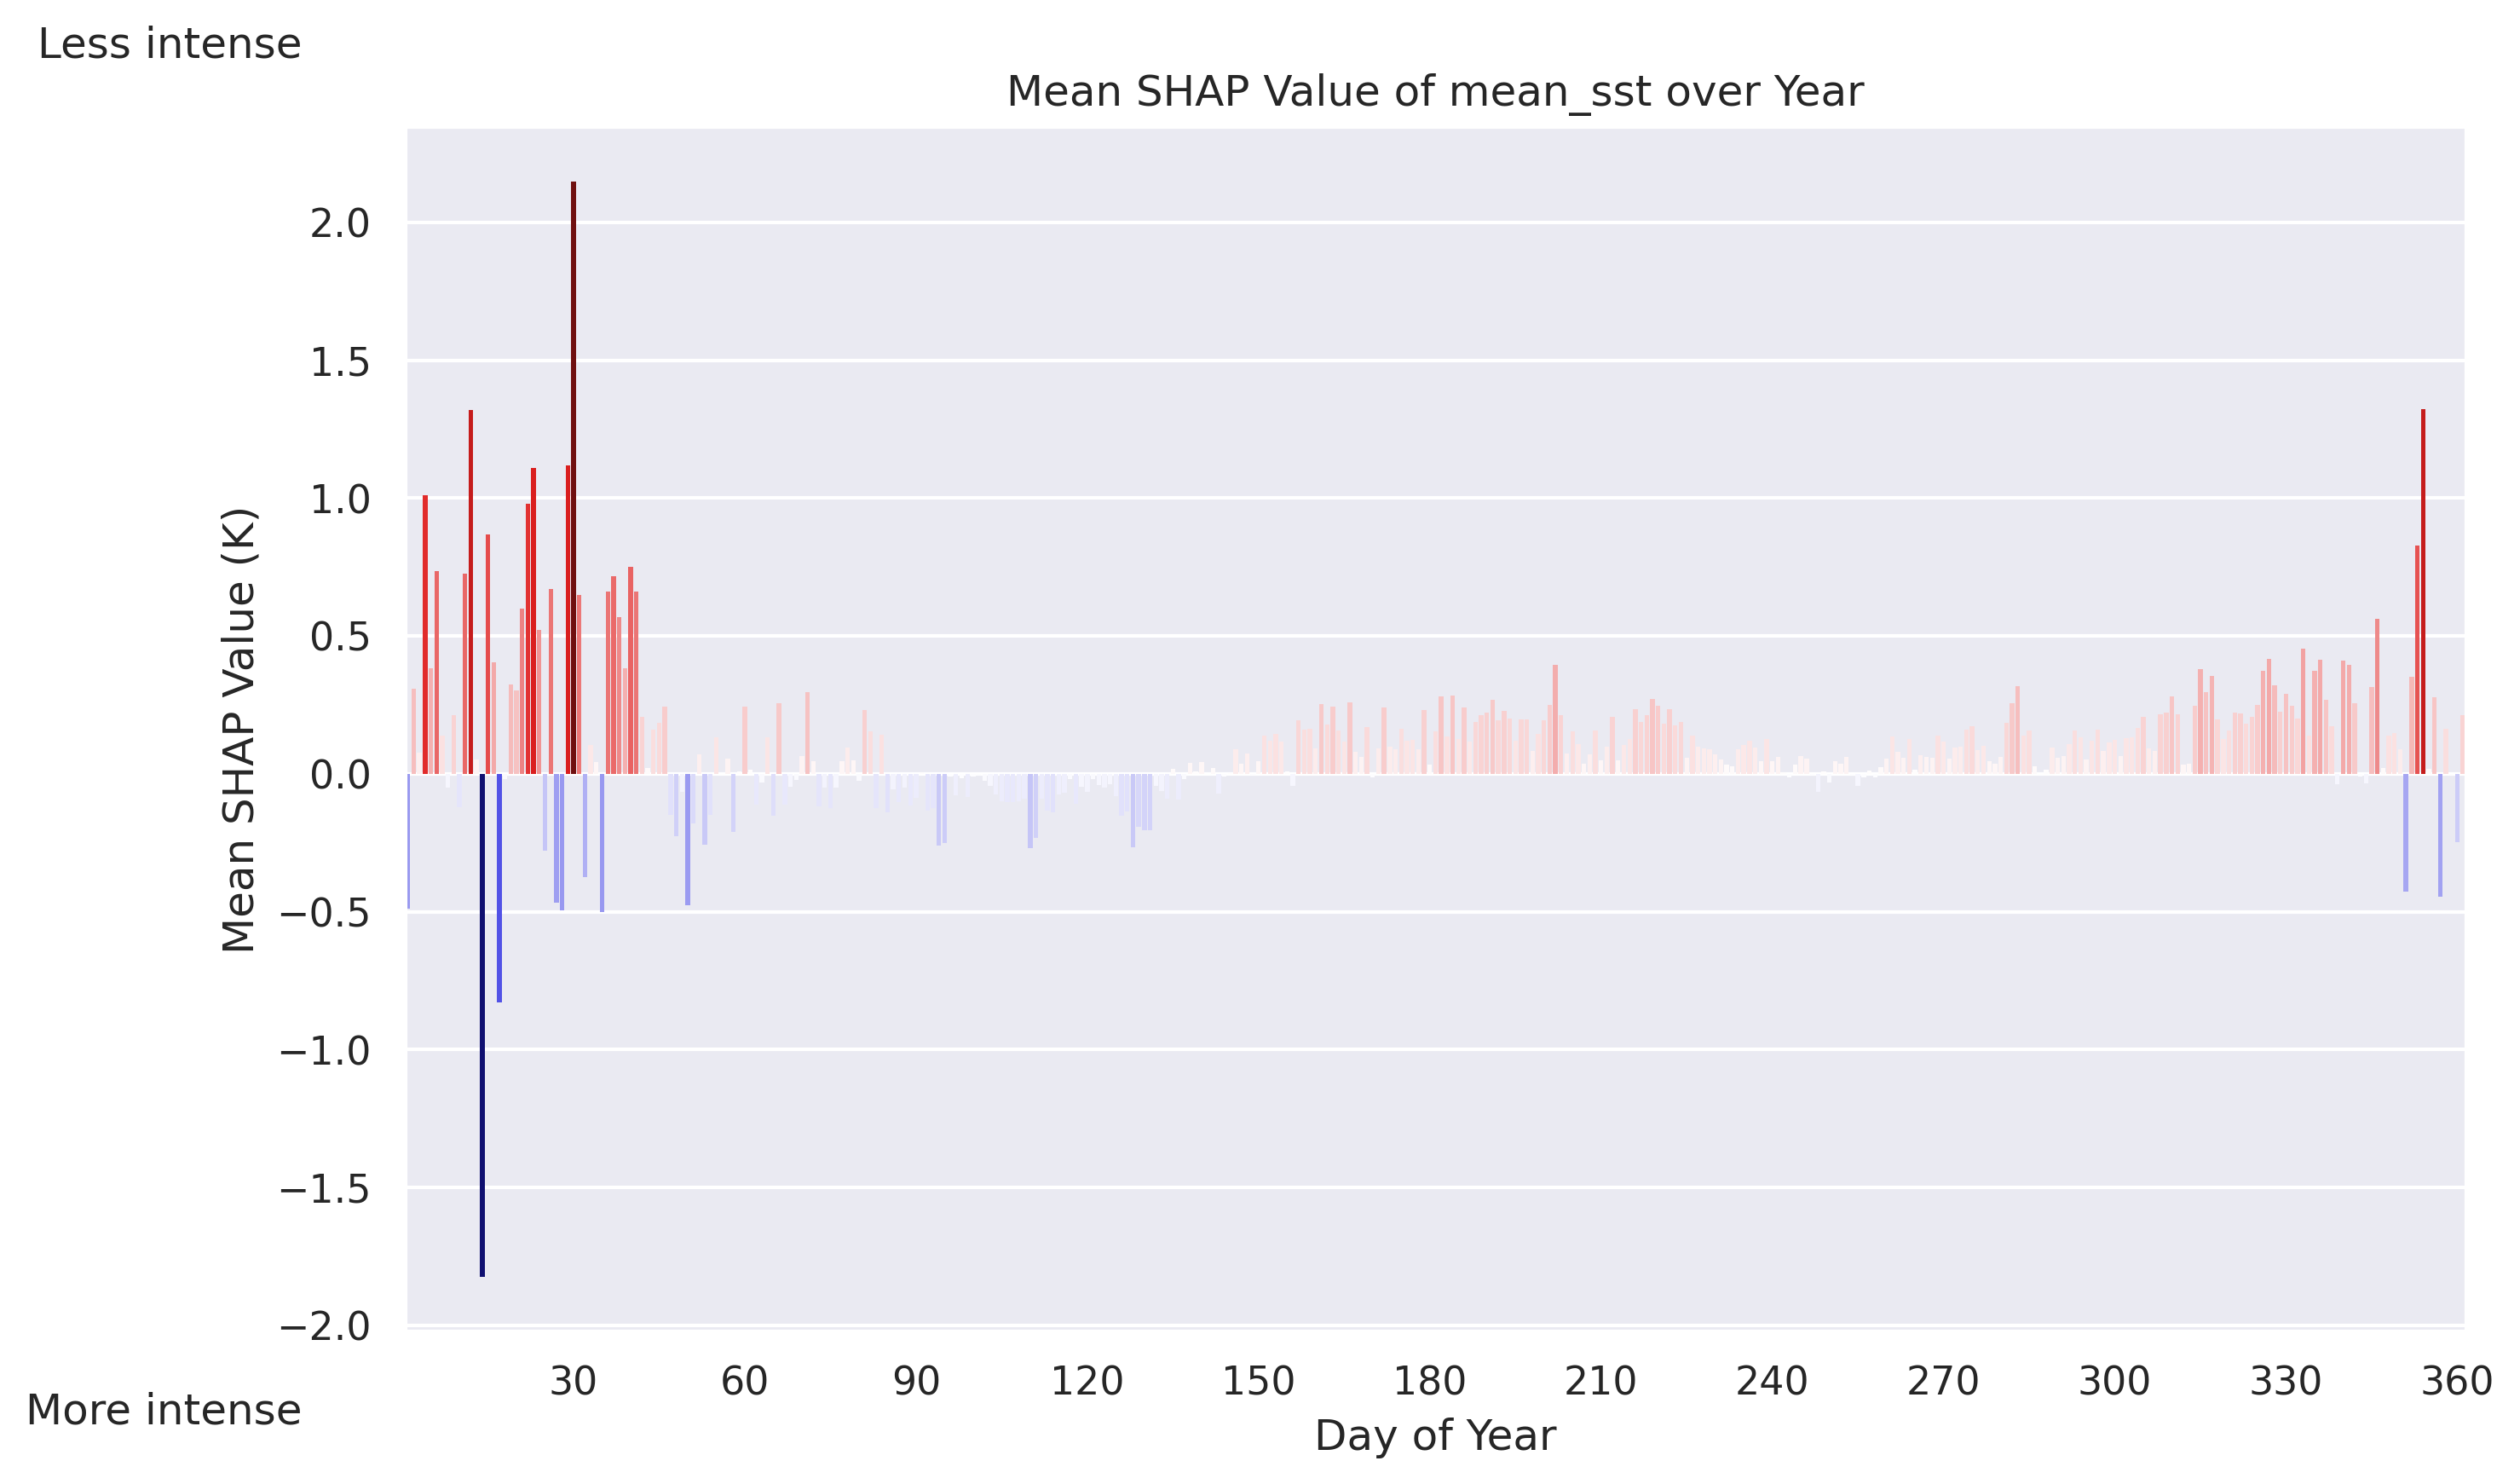 Less intense
Mean SHAP Value of mean_sst over Year
Mean SHAP Value (K)
2.0
1.5
1.0
0.5
0.0
−0.5
−1.0
−1.5
−2.0
30 60 90 120 150 180 210 240 270 300 330 360
More intense
Day of Year